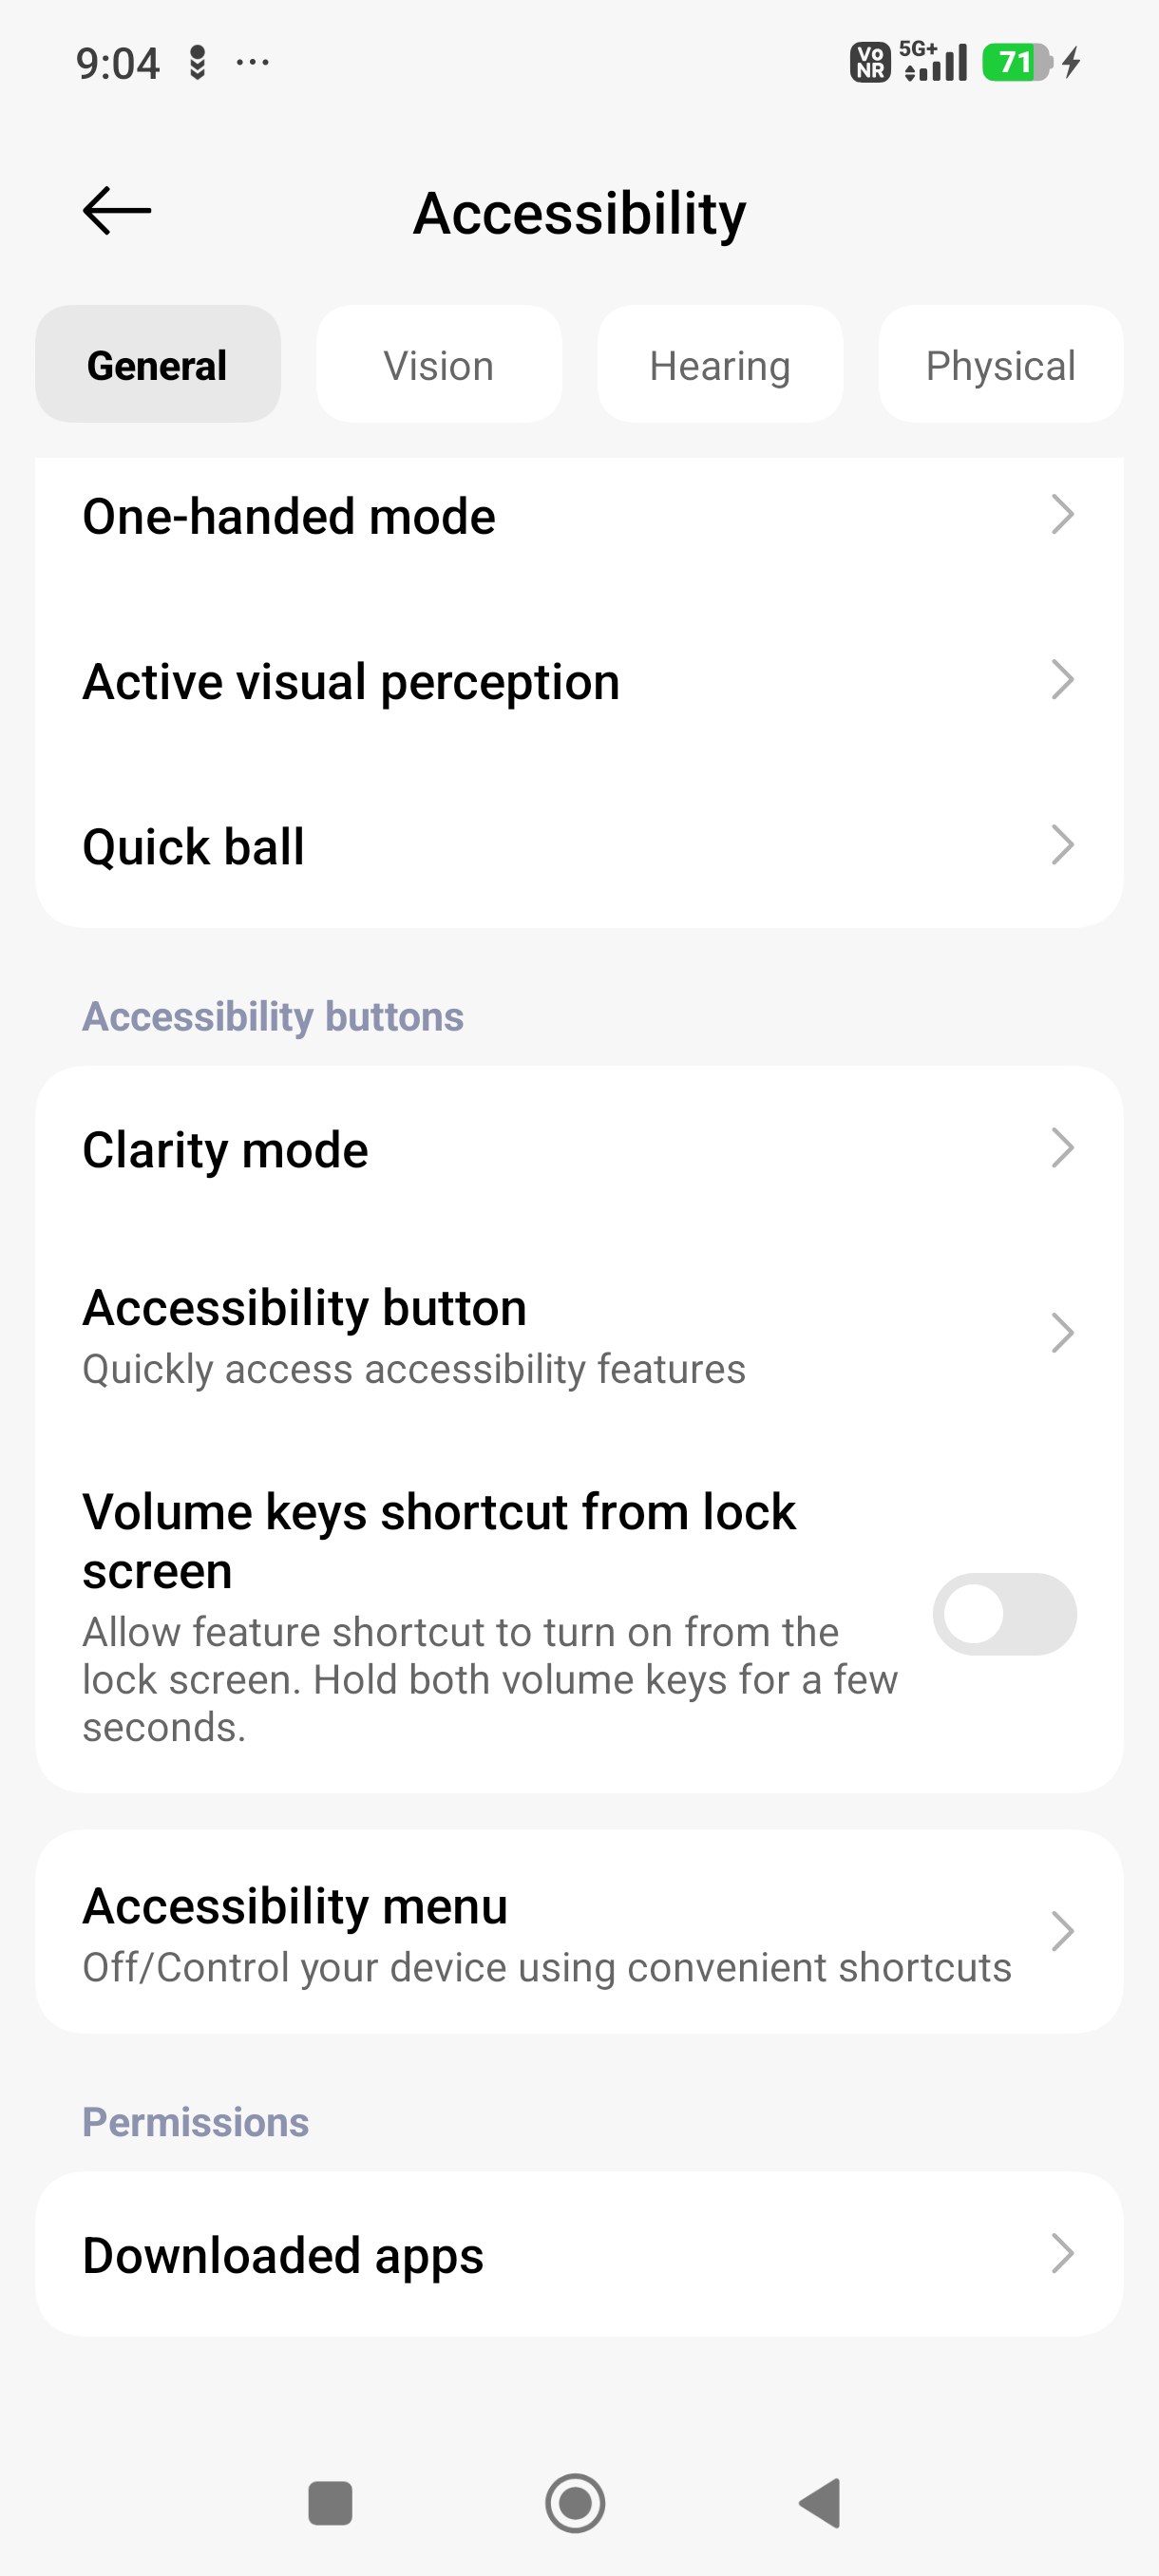 9:04 ...
Vo
NR
5G+
71
Accessibility
General
Vision
Hearing
Physical
One-handed mode
Active visual perception
Quick ball
Accessibility buttons
Clarity mode
Accessibility button
Quickly access accessibility features
Volume keys shortcut from lock
screen
Allow feature shortcut to turn on from the
lock screen. Hold both volume keys for a few
seconds.
Accessibility menu
Off/Control your device using convenient shortcuts
Permissions
Downloaded apps